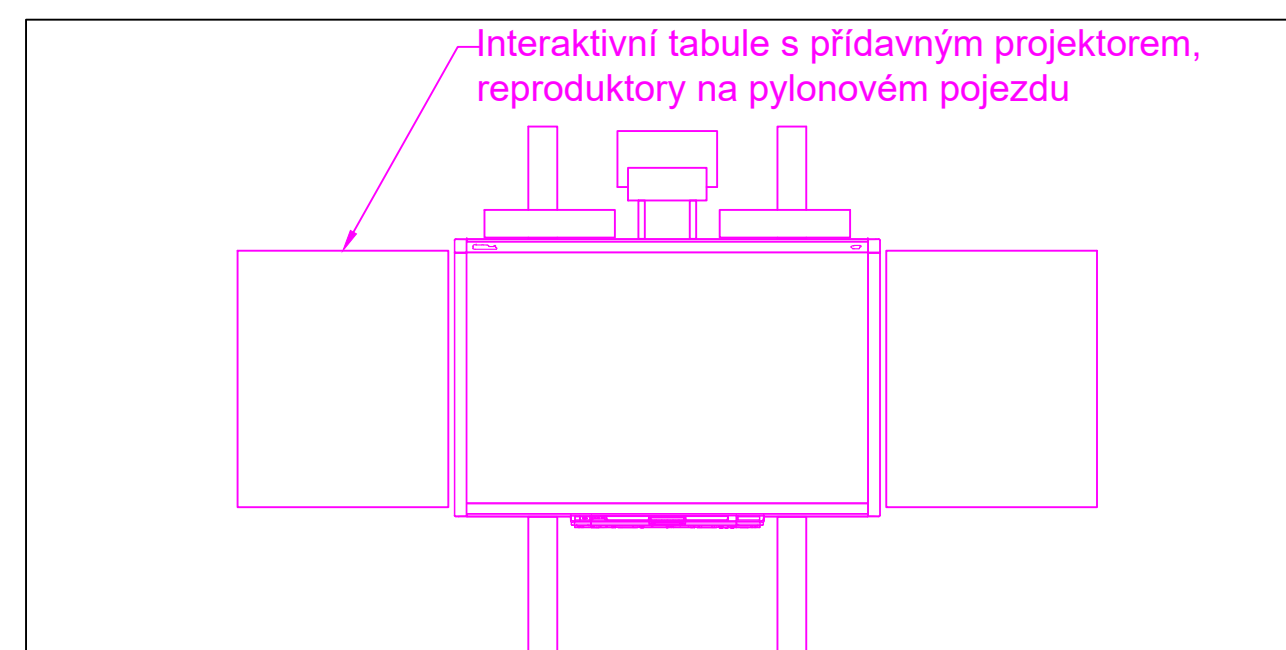 Interaktivní tabule s přídavným projektorem,
reproduktory na pylonovém pojezdu